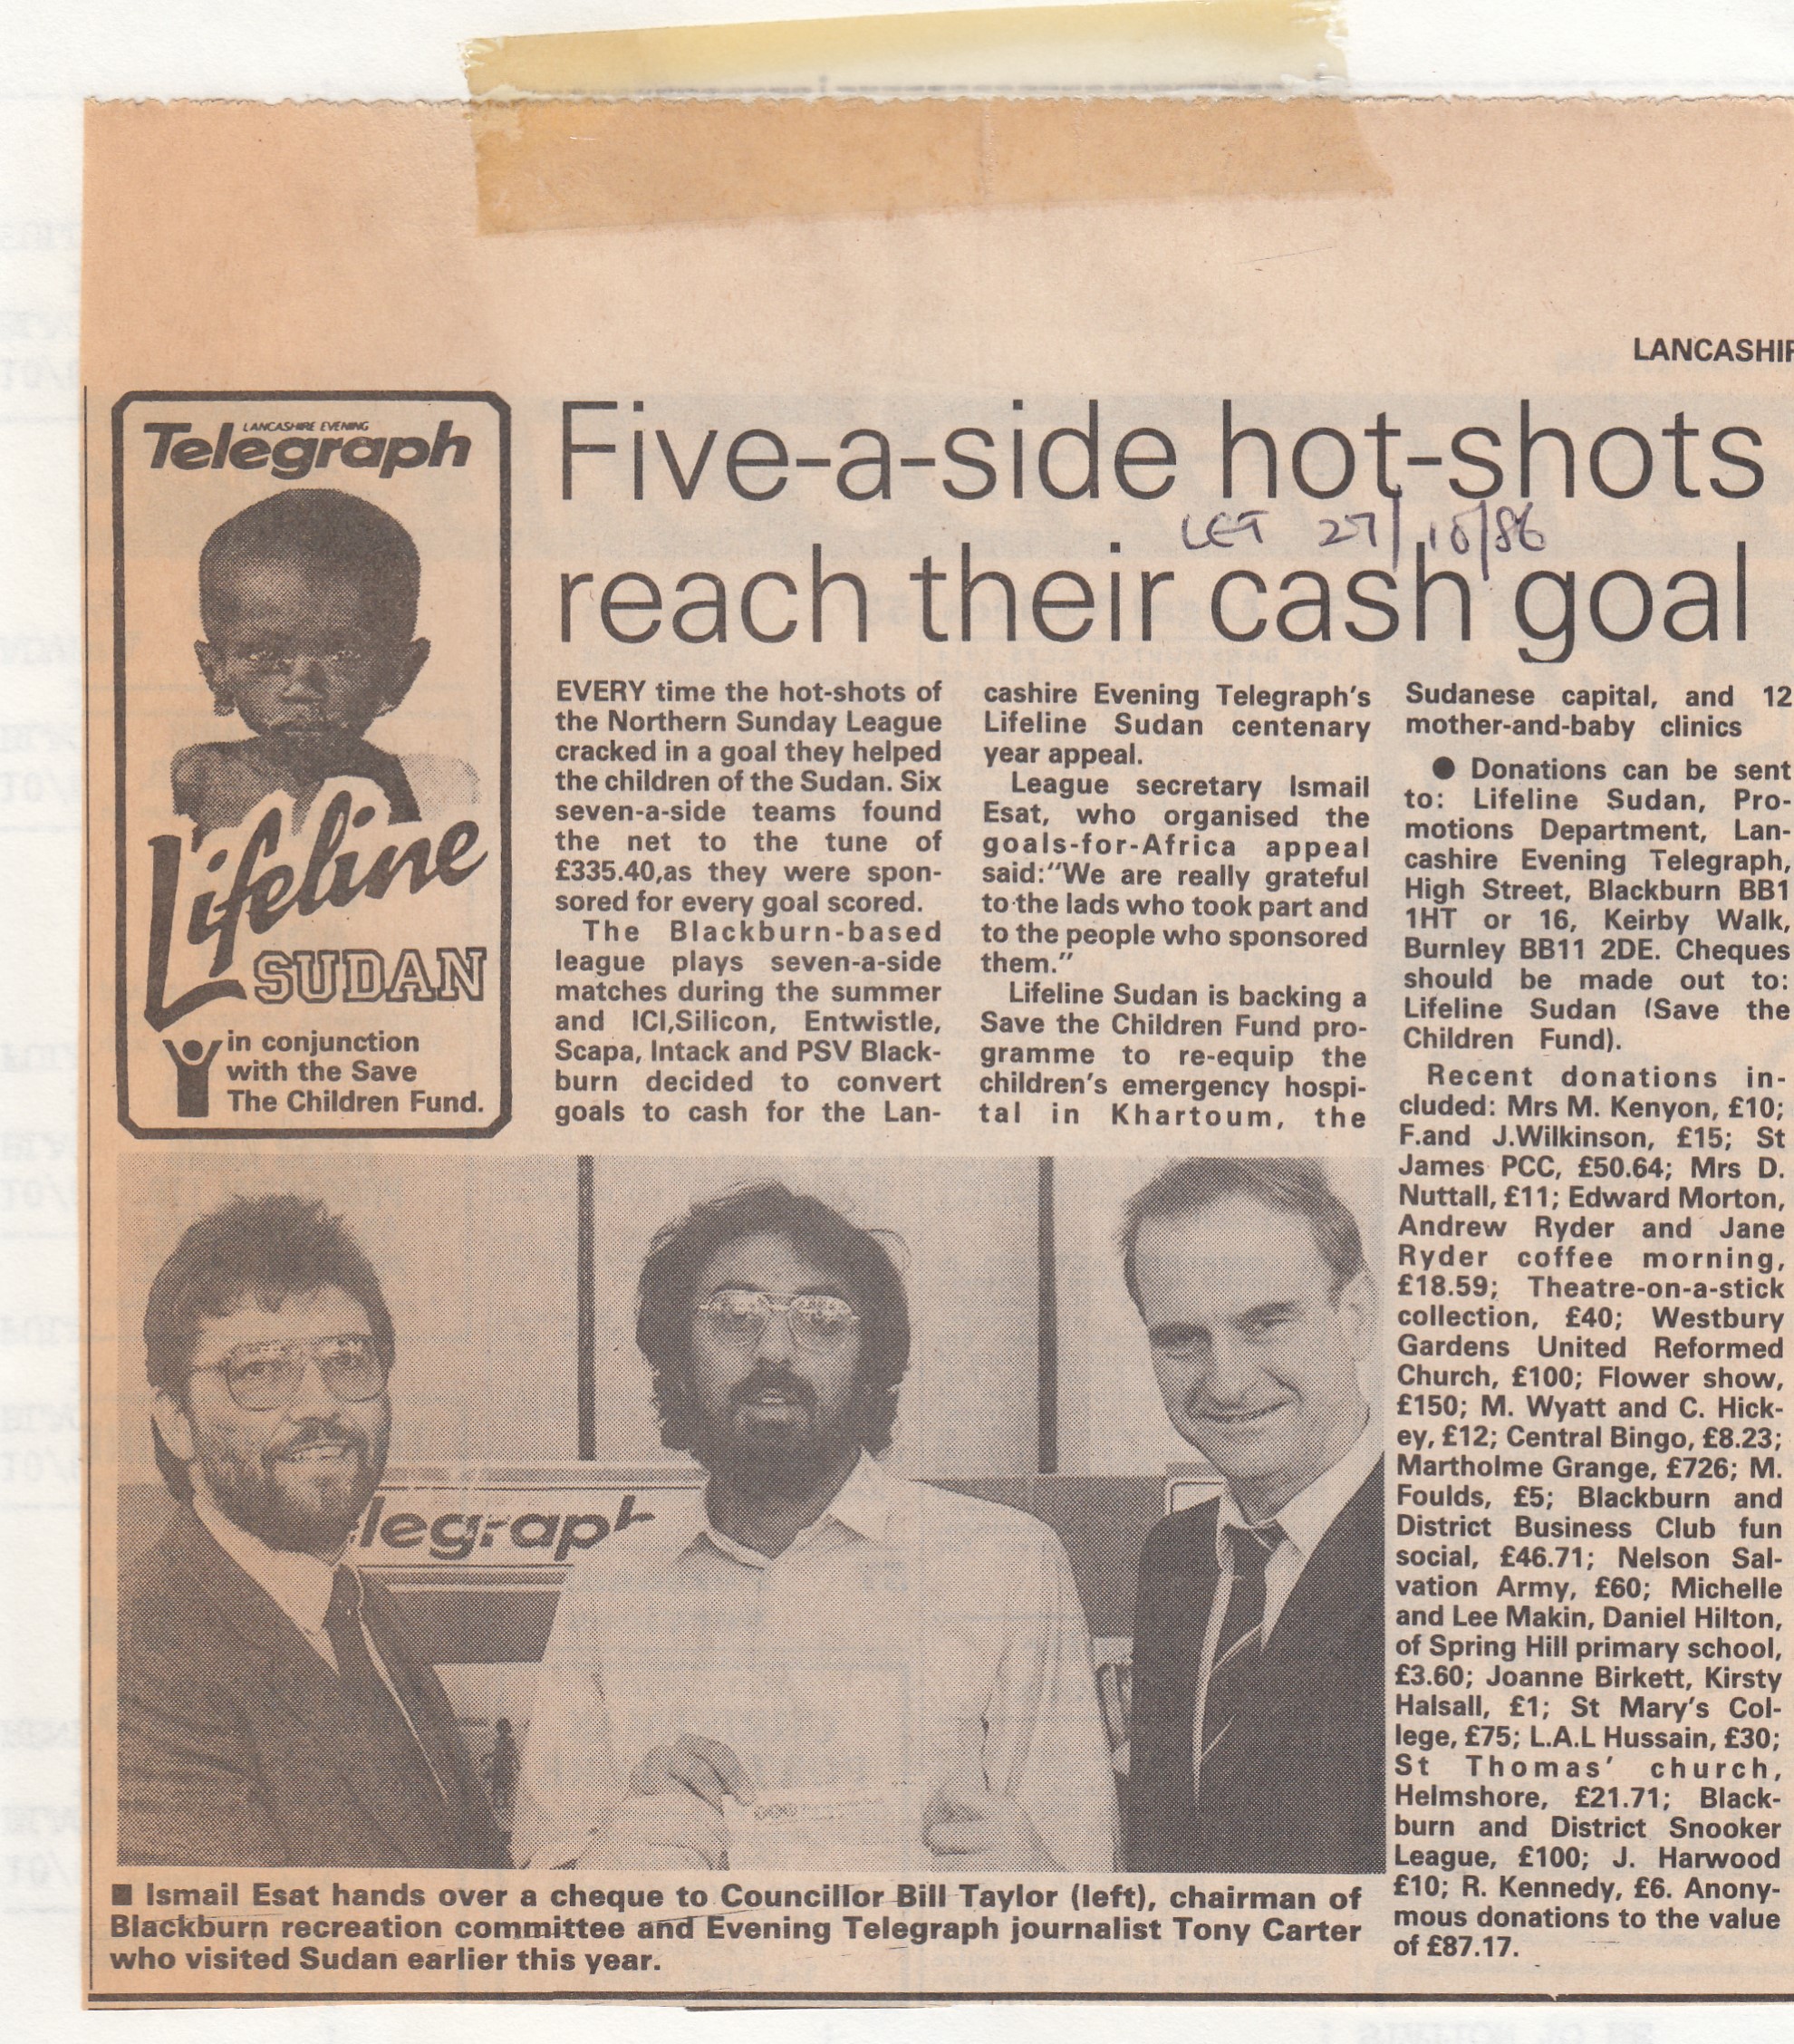 LANCASHIR
LANCASHIRE EVENING
Telegraph
Lifeline
SUDAN
in conjunction
with the Save
The Children Fund.
Five-a-side hot-shots
LET 27/10/86
reach their cash goal
EVERY time the hot-shots of
the Northern Sunday League
cracked in a goal they helped
the children of the Sudan. Six
seven-a-side teams found
the net to the tune of
£335.40,as they were spon-
sored for every goal scored.
The Blackburn-based
league plays seven-a-side
matches during the summer
and ICI,Silicon, Entwistle,
Scapa, Intack and PSV Black-
burn decided to convert
goals to cash for the Lan-
cashire Evening Telegraph's
Lifeline Sudan centenary
year appeal.
League secretary Ismail
Esat, who organised the
goals-for-Africa appeal
said:"We are really grateful
to the lads who took part and
to the people who sponsored
them."
Lifeline Sudan is backing a
Save the Children Fund pro-
gramme to re-equip the
children's emergency hospi-
tal in Khartoum, the
Sudanese capital, and 12
mother-and-baby clinics
● Donations can be sent
to: Lifeline Sudan, Pro-
motions Department, Lan-
cashire Evening Telegraph,
High Street, Blackburn BB1
1HT or 16, Keirby Walk,
Burnley BB11 2DE. Cheques
should be made out to:
Lifeline Sudan (Save the
Children Fund).
Recent donations in-
cluded: Mrs M. Kenyon, £10;
F.and J.Wilkinson, £15; St
James PCC, £50.64; Mrs D.
Nuttall, £11; Edward Morton,
Andrew Ryder and Jane
Ryder coffee morning,
£18.59; Theatre-on-a-stick
collection, £40; Westbury
Gardens United Reformed
Church, £100; Flower show,
£150; M. Wyatt and C. Hick-
ey, £12; Central Bingo, £8.23;
Martholme Grange, £726; M.
Foulds, £5; Blackburn and
District Business Club fun
social, £46.71; Nelson Sal-
vation Army, £60; Michelle
and Lee Makin, Daniel Hilton,
of Spring Hill primary school,
£3.60; Joanne Birkett, Kirsty
Halsall, £1; St Mary's Col-
lege, £75; L.A.L Hussain, £30;
St Thomas' church,
Helmshore, £21.71; Black-
burn and District Snooker
League, £100; J. Harwood
£10; R. Kennedy, £6. Anony-
mous donations to the value
of £87.17.
legraph
■ Ismail Esat hands over a cheque to Councillor Bill Taylor (left), chairman of
Blackburn recreation committee and Evening Telegraph journalist Tony Carter
who visited Sudan earlier this year.